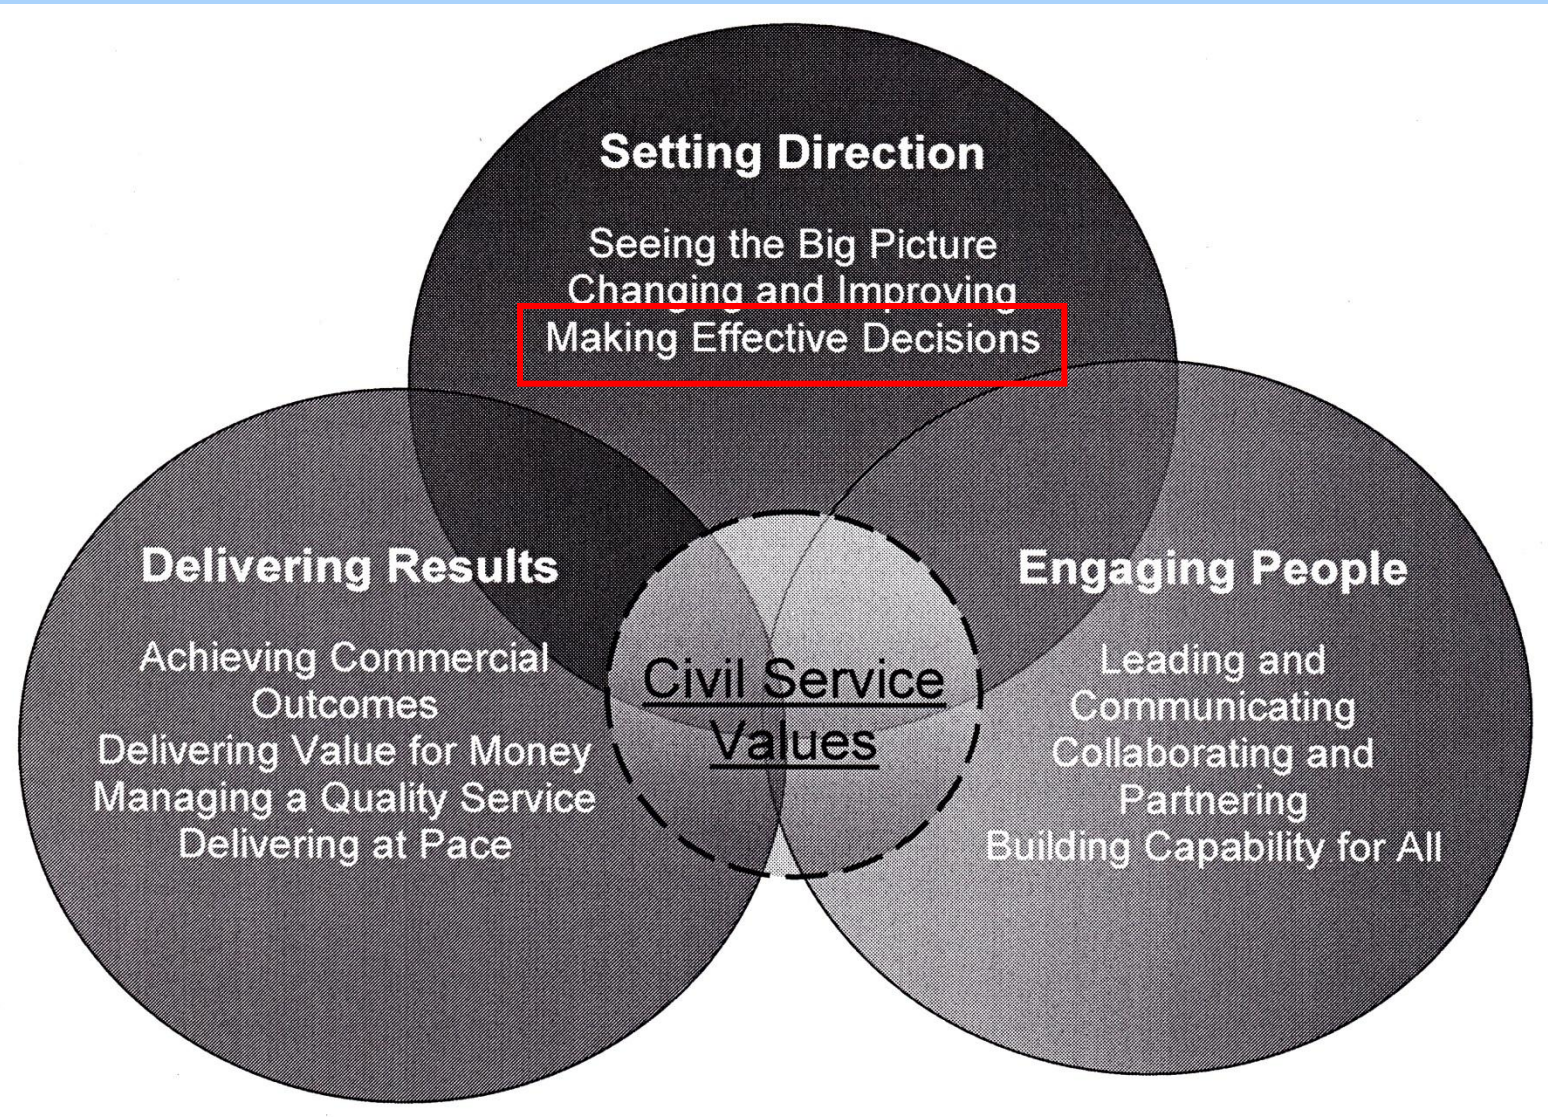 Setting Direction
Seeing the Big Picture
Changing and Improving
Making Effective Decisions
Delivering Results
Achieving Commercial
Outcomes
Delivering Value for Money
Managing a Quality Service
Delivering at Pace
Engaging People
Leading and
Communicating
Collaborating and
Partnering
Building Capability for All
Civil Service
Values